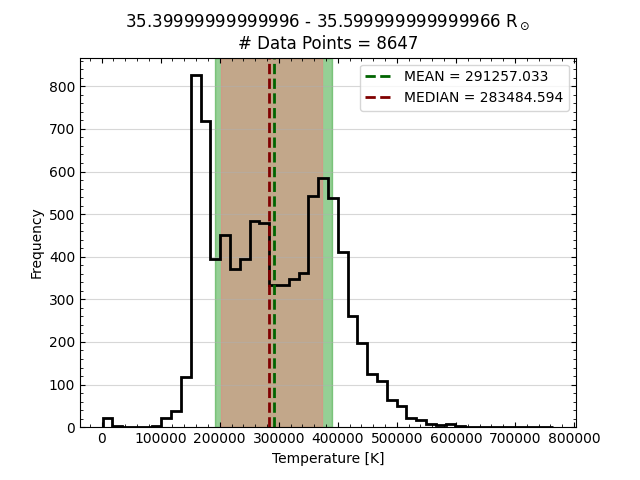 35.39999999999996 - 35.599999999999966 R⊙
# Data Points = 8647
MEAN = 291257.033
MEDIAN = 283484.594
800
700
600
500
400
300
200
100
0
Frequency
0 100000 200000 300000 400000 500000 600000 700000 800000
Temperature [K]